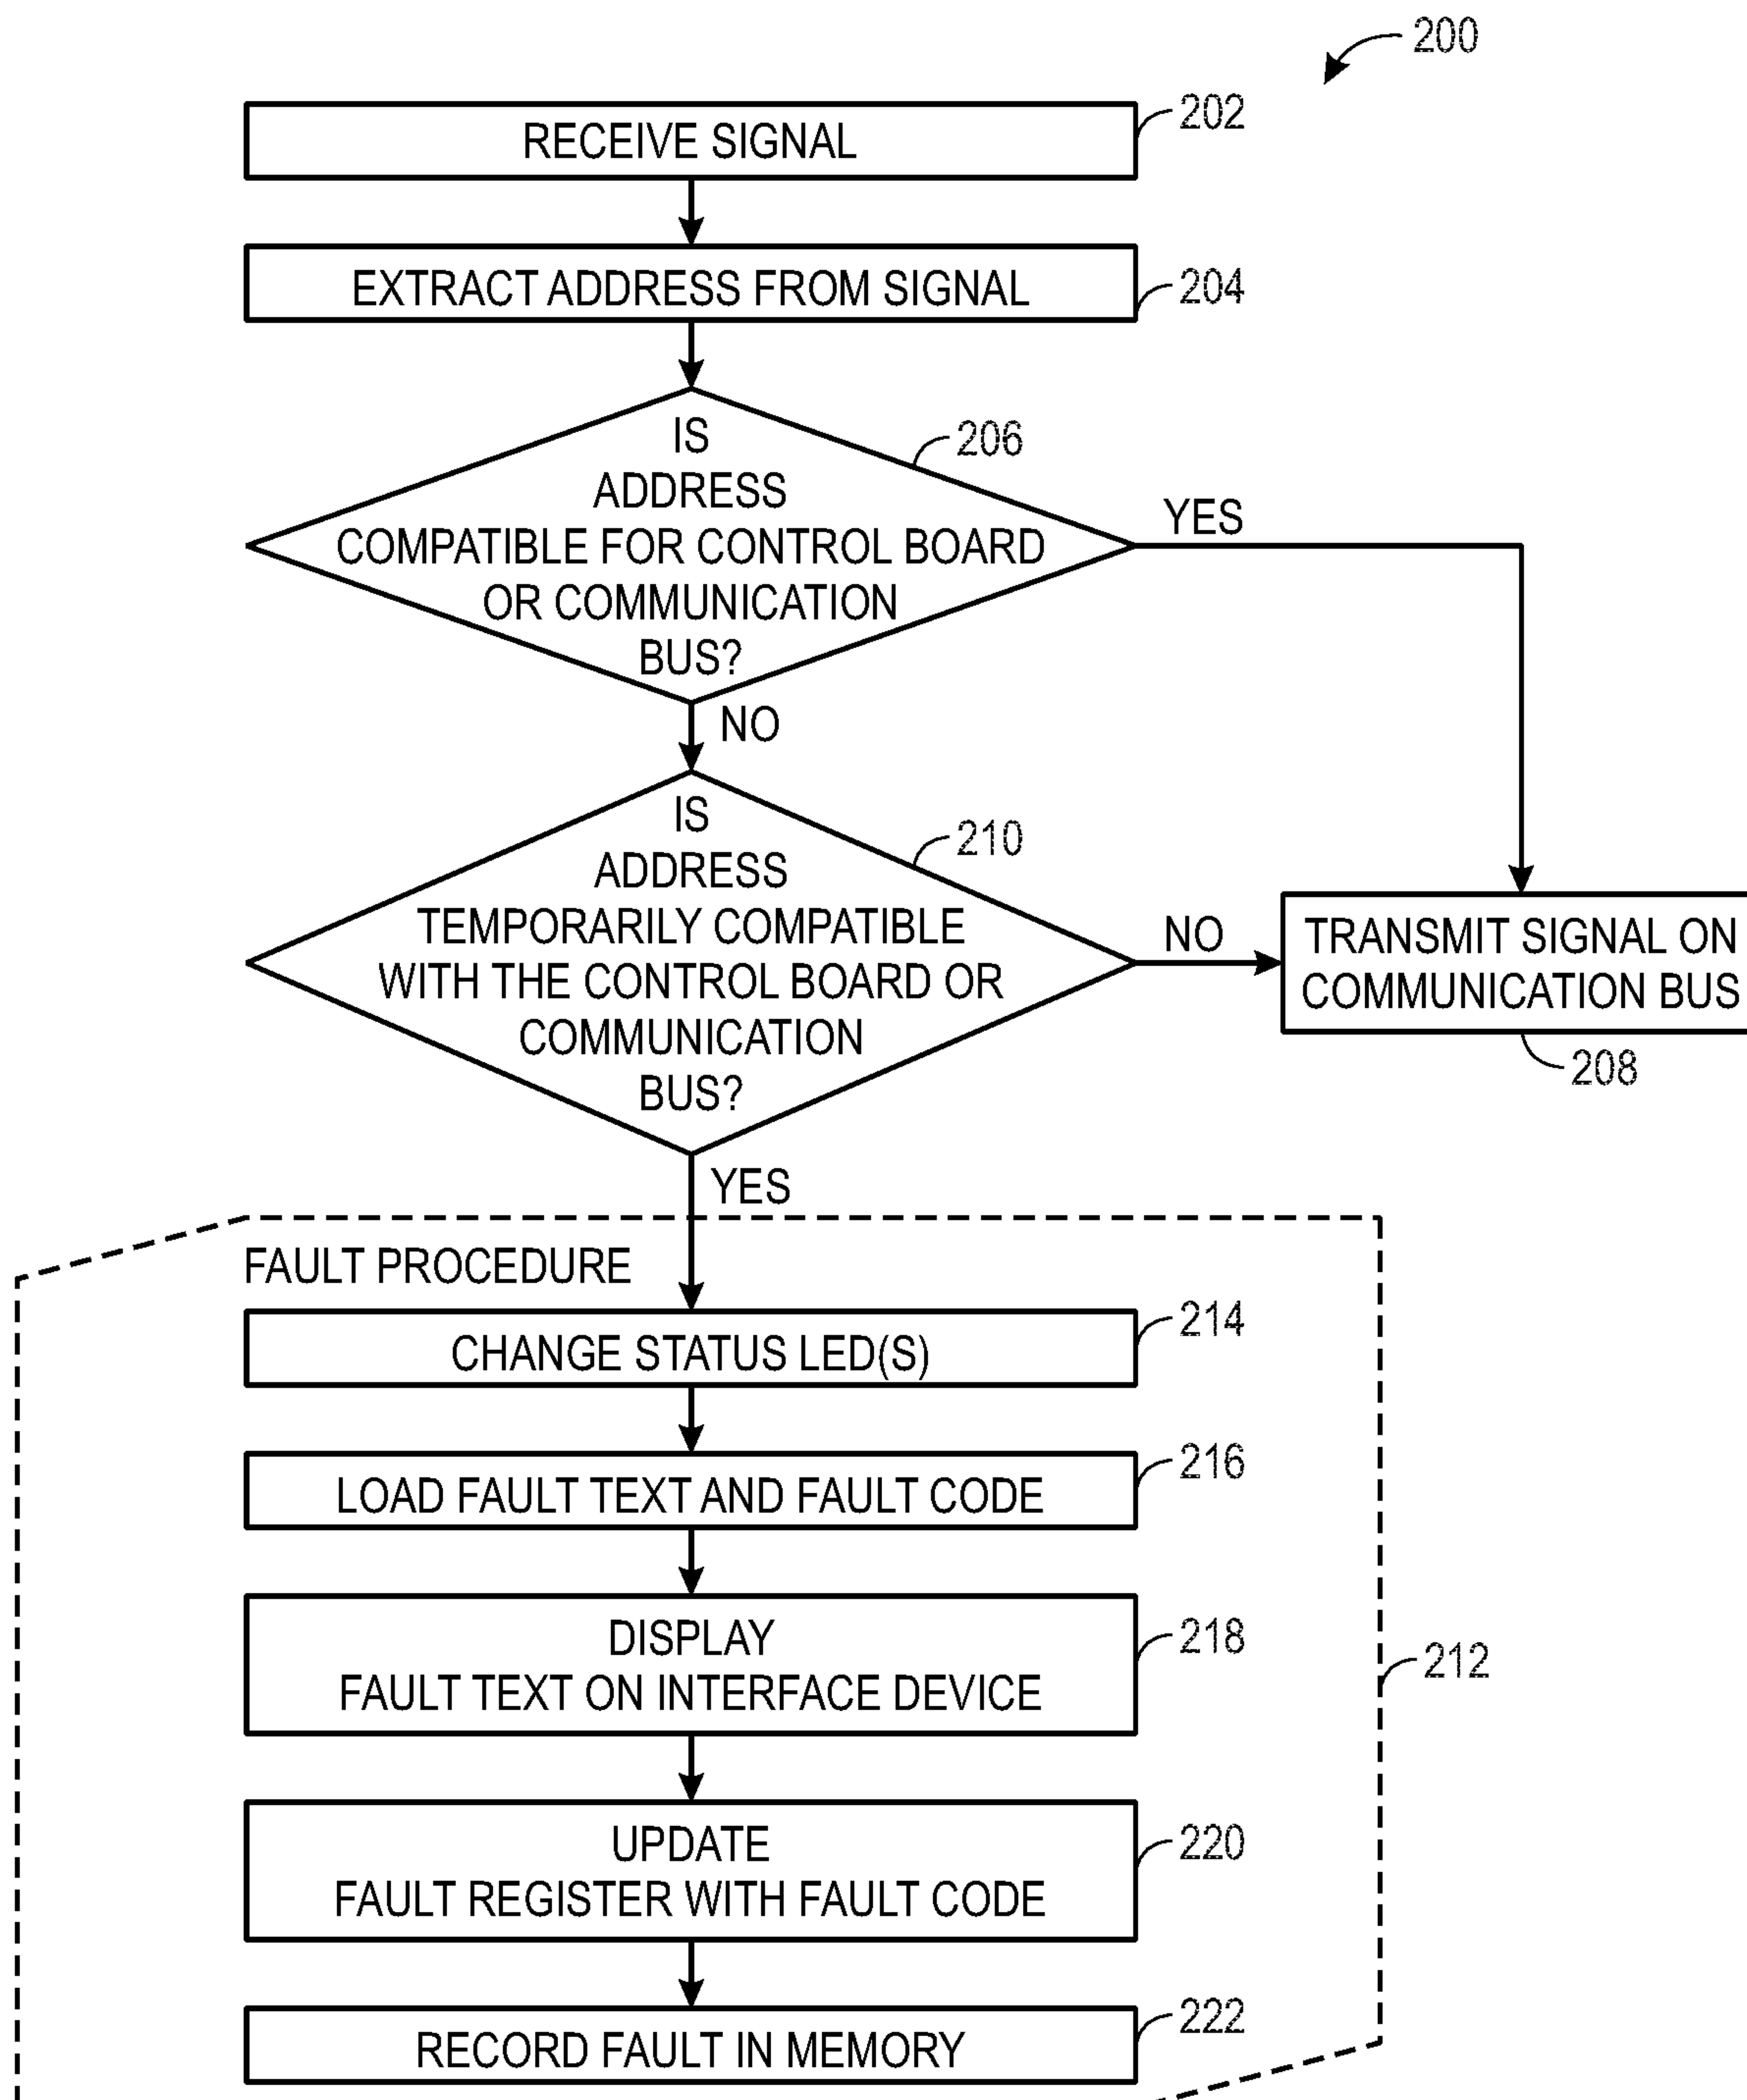 200
RECEIVE SIGNAL
202
EXTRACT ADDRESS FROM SIGNAL
204
IS
ADDRESS
COMPATIBLE FOR CONTROL BOARD
OR COMMUNICATION
BUS?
206
YES
NO
IS
ADDRESS
TEMPORARILY COMPATIBLE
WITH THE CONTROL BOARD OR
COMMUNICATION
BUS?
210
NO
TRANSMIT SIGNAL ON
COMMUNICATION BUS
208
YES
FAULT PROCEDURE
CHANGE STATUS LED(S)
214
LOAD FAULT TEXT AND FAULT CODE
216
DISPLAY
FAULT TEXT ON INTERFACE DEVICE
218
212
UPDATE
FAULT REGISTER WITH FAULT CODE
220
RECORD FAULT IN MEMORY
222